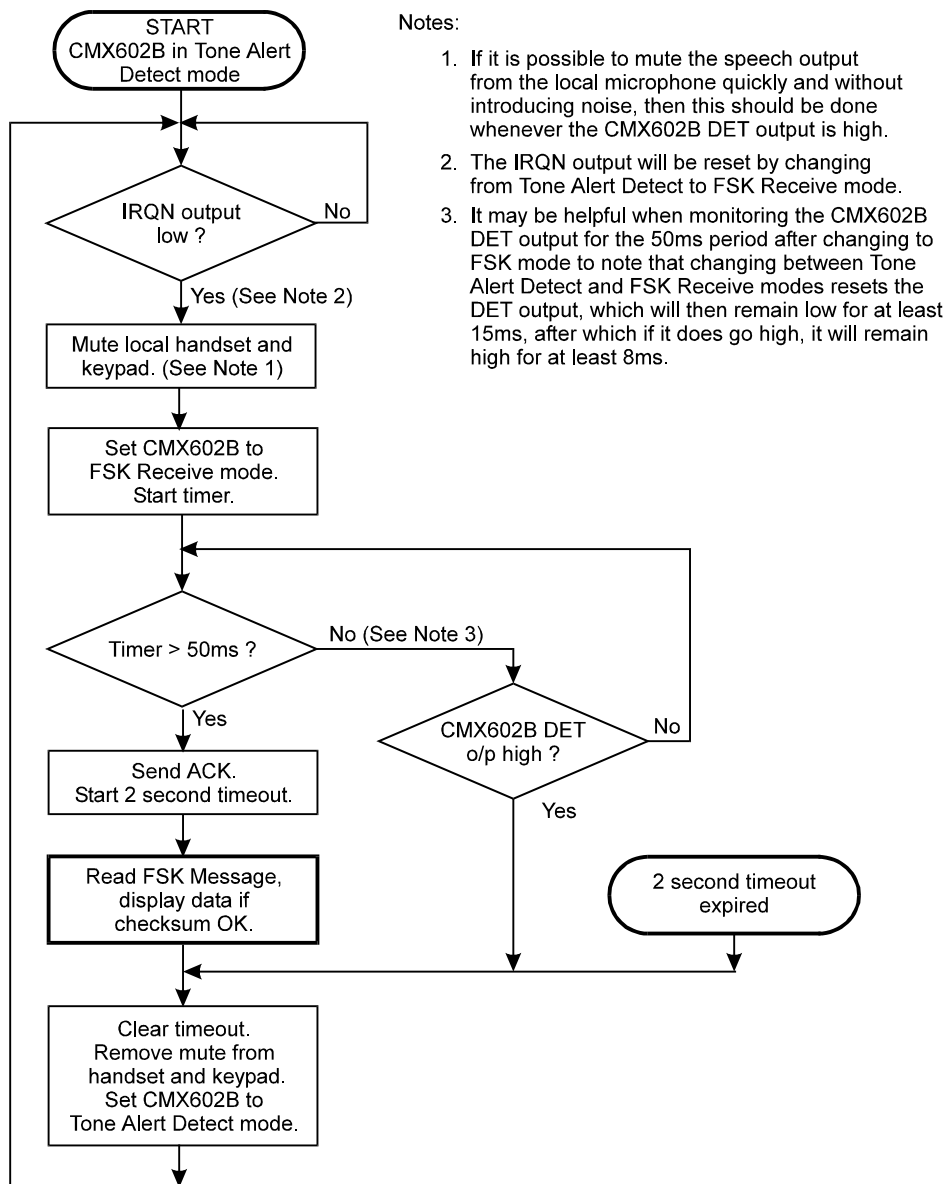 START
CMX602B in Tone Alert
Detect mode
IRQN output
low ?
No
Yes (See Note 2)
Mute local handset and
keypad. (See Note 1)
Set CMX602B to
FSK Receive mode.
Start timer.
Timer > 50ms ?
No (See Note 3)
Yes
CMX602B DET
o/p high ?
No
Yes
Send ACK.
Start 2 second timeout.
Read FSK Message,
display data if
checksum OK.
2 second timeout
expired
Clear timeout.
Remove mute from
handset and keypad.
Set CMX602B to
Tone Alert Detect mode.
Notes:
1. If it is possible to mute the speech output
from the local microphone quickly and without
introducing noise, then this should be done
whenever the CMX602B DET output is high.
2. The IRQN output will be reset by changing
from Tone Alert Detect to FSK Receive mode.
3. It may be helpful when monitoring the CMX602B
DET output for the 50ms period after changing to
FSK mode to note that changing between Tone
Alert Detect and FSK Receive modes resets the
DET output, which will then remain low for at least
15ms, after which if it does go high, it will remain
high for at least 8ms.